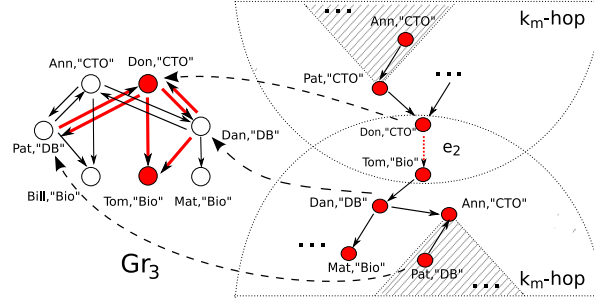 Ann,"CTO"
Don,"CTO"
Pat,"DB"
Dan,"DB"
Bill,"Bio"
Tom,"Bio"
Mat,"Bio"
Gr3
Ann,"CTO"
km-hop
Pat,"CTO"
Don,"CTO"
e2
Tom,"Bio"
Dan,"DB"
Ann,"CTO"
Mat,"Bio"
Pat,"DB"
km-hop